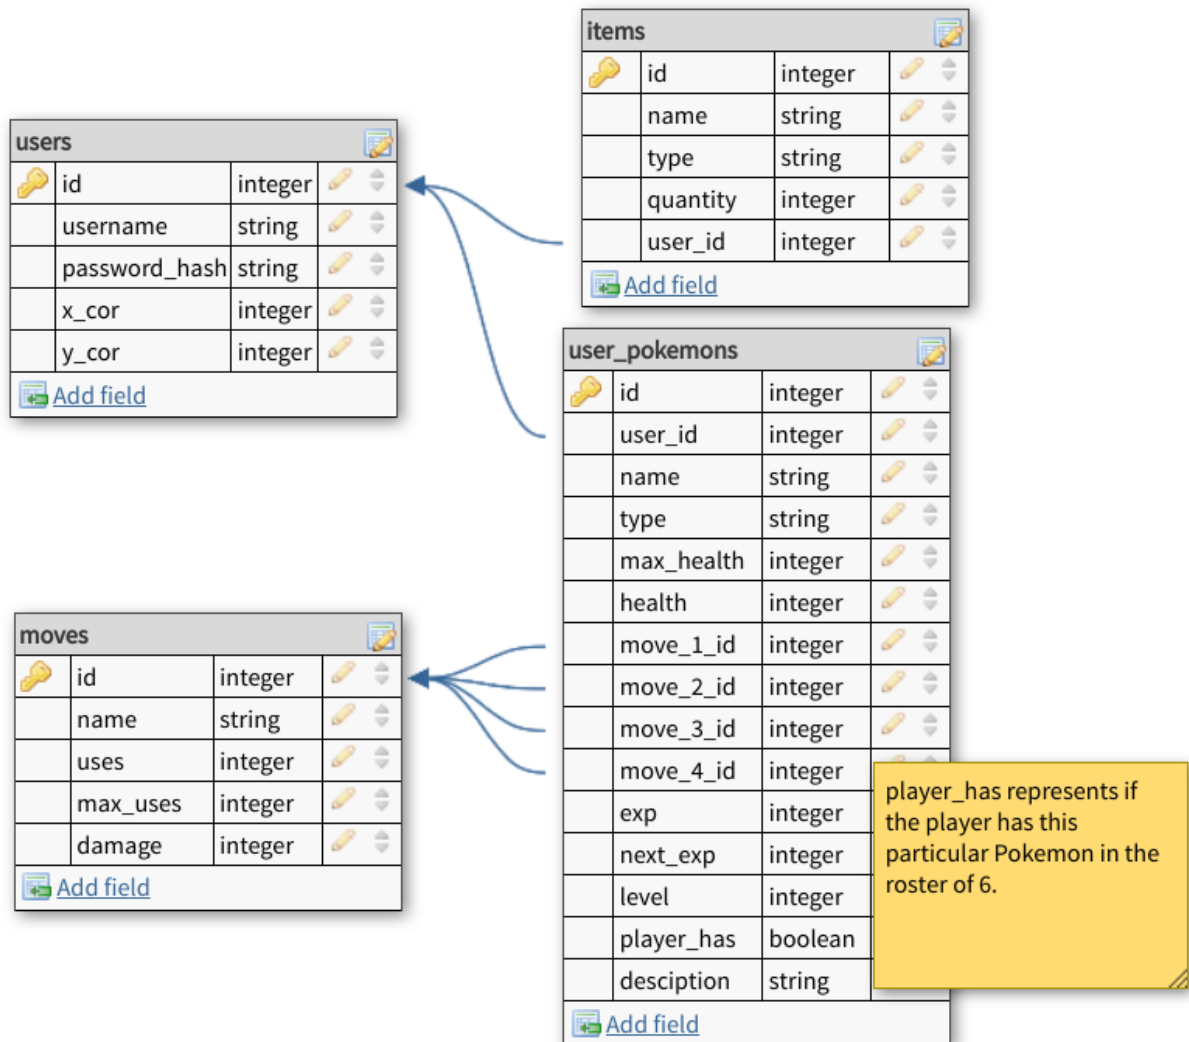 items
id integer
name string
type string
quantity integer
user_id integer
Add field
users
id integer
username string
password_hash string
x_cor integer
y_cor integer
Add field
user_pokemons
id integer
user_id integer
name string
type string
max_health integer
health integer
move_1_id integer
move_2_id integer
move_3_id integer
move_4_id integer
exp integer
next_exp integer
level integer
player_has boolean
desciption string
Add field
moves
id integer
name string
uses integer
max_uses integer
damage integer
Add field
player_has represents if
the player has this
particular Pokemon in the
roster of 6.